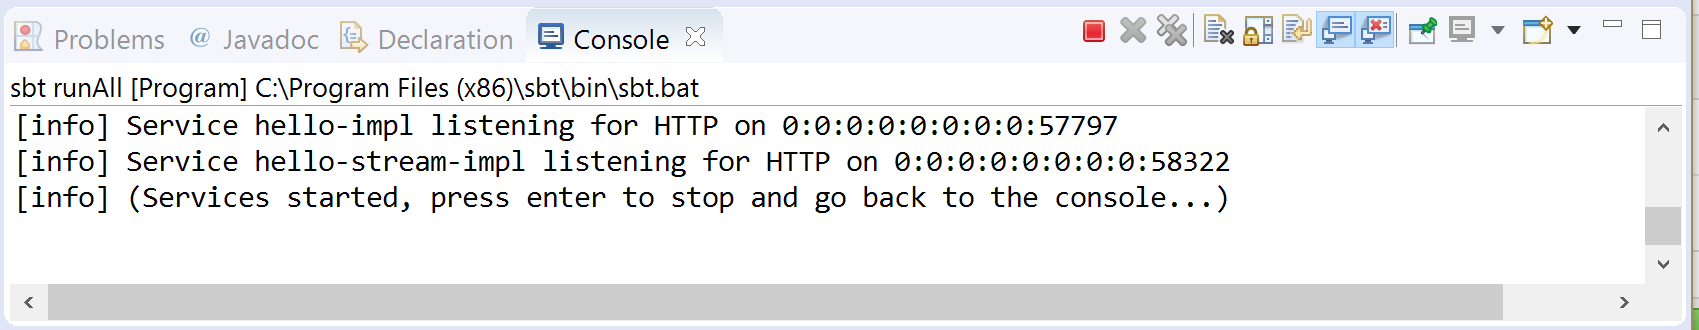 Problems @ Javadoc Declaration Console
sbt runAll [Program] C:\Program Files (x86)\sbt\bin\sbt.bat
[info] Service hello-impl listening for HTTP on 0:0:0:0:0:0:0:0:57797
[info] Service hello-stream-impl listening for HTTP on 0:0:0:0:0:0:0:0:58322
[info] (Services started, press enter to stop and go back to the console...)